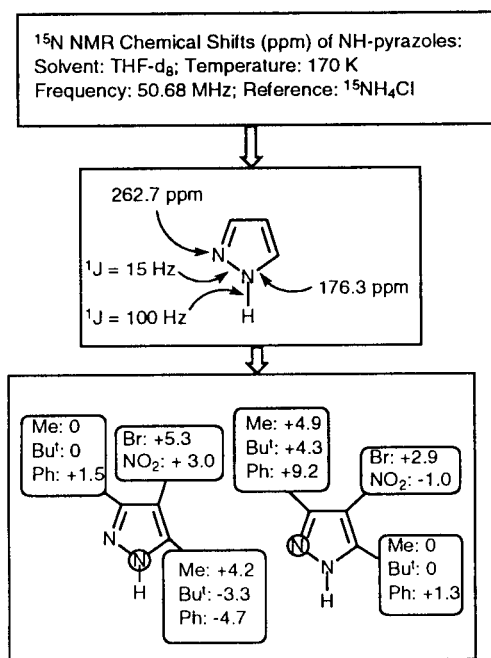 ¹⁵N NMR Chemical Shifts (ppm) of NH-pyrazoles:
Solvent: THF-d₈; Temperature: 170 K
Frequency: 50.68 MHz; Reference: ¹⁵NH₄Cl
262.7 ppm
N
¹J = 15 Hz
N
176.3 ppm
¹J = 100 Hz
H
Me: 0
Buᵗ: 0
Ph: +1.5
Br: +5.3
NO₂: + 3.0
N
N
H
Me: +4.2
Buᵗ: -3.3
Ph: -4.7
Me: +4.9
Buᵗ: +4.3
Ph: +9.2
Br: +2.9
NO₂: -1.0
N
N
H
Me: 0
Buᵗ: 0
Ph: +1.3